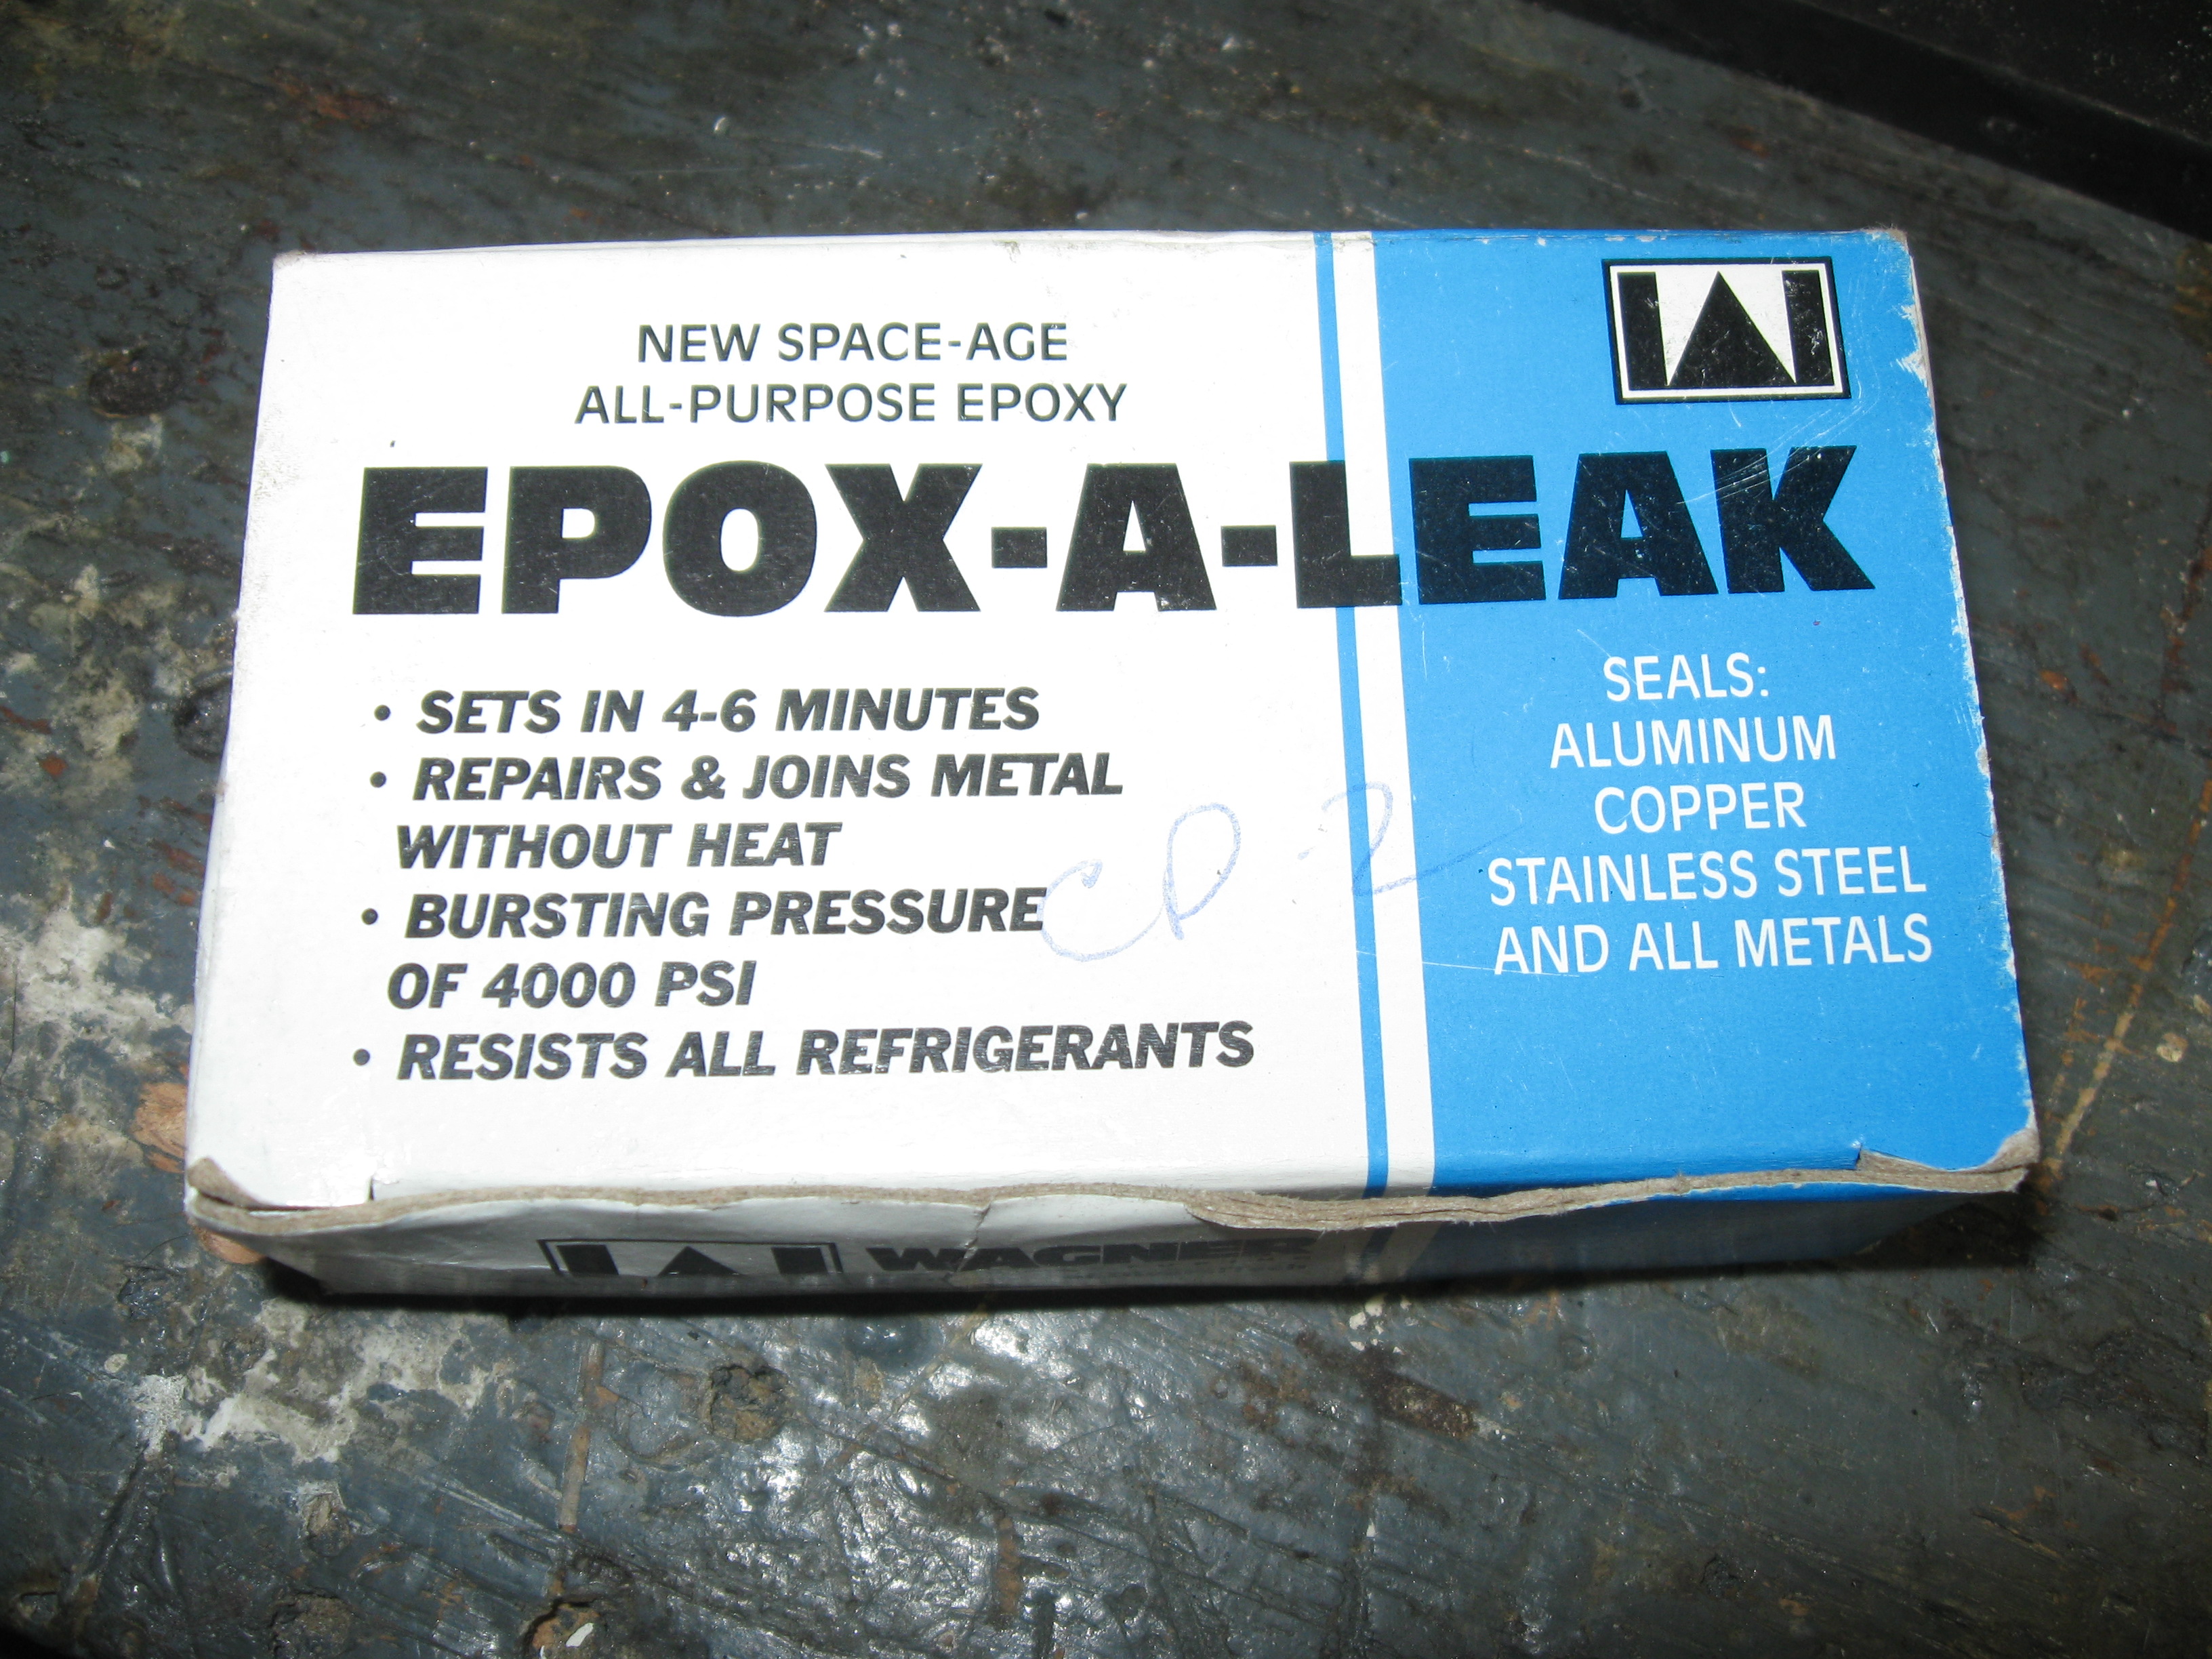 NEW SPACE-AGE
ALL-PURPOSE EPOXY
EPOX-A-LEAK
• SETS IN 4-6 MINUTES
• REPAIRS & JOINS METAL
WITHOUT HEAT
• BURSTING PRESSURE
OF 4000 PSI
• RESISTS ALL REFRIGERANTS
SEALS:
ALUMINUM
COPPER
STAINLESS STEEL
AND ALL METALS
WAGNER